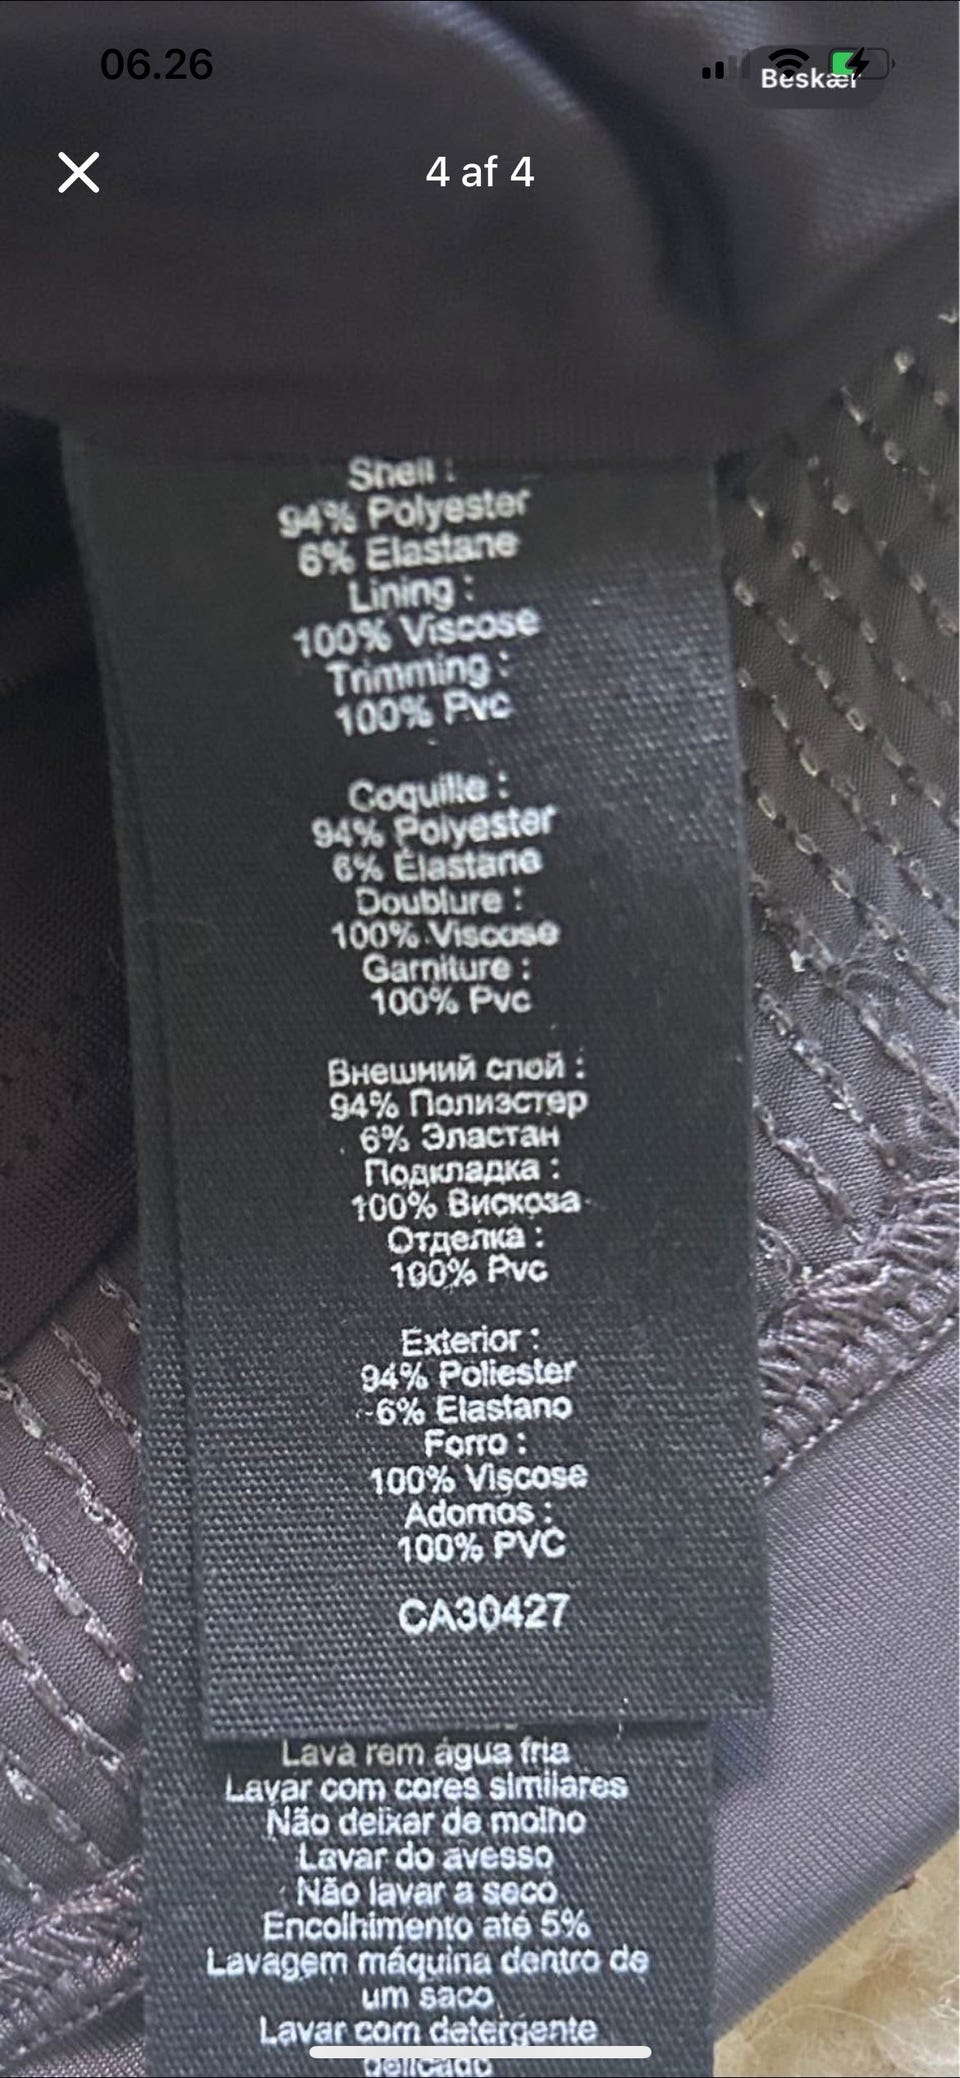 06.26
Beskær
4 af 4
Shell :
94% Polyester
6% Elastane
Lining :
100% Viscose
Trimming :
100% Pvc
Coquille :
94% Polyester
6% Élastane
Doublure :
100% Viscose
Garniture :
100% Pvc
Внешний слой :
94% Полиэстер
6% Эластан
Подкладка :
100% Вискоза
Отделка :
100% Pvc
Exterior :
94% Poliester
6% Elastano
Forro :
100% Viscose
Adornos :
100% PVC
CA30427
Lava rem água fria
Lavar com cores similares
Não deixar de molho
Lavar do avesso
Não lavar a seco
Encolhimento até 5%
Lavagem máquina dentro de
um saco
Lavar com detergente
delicado